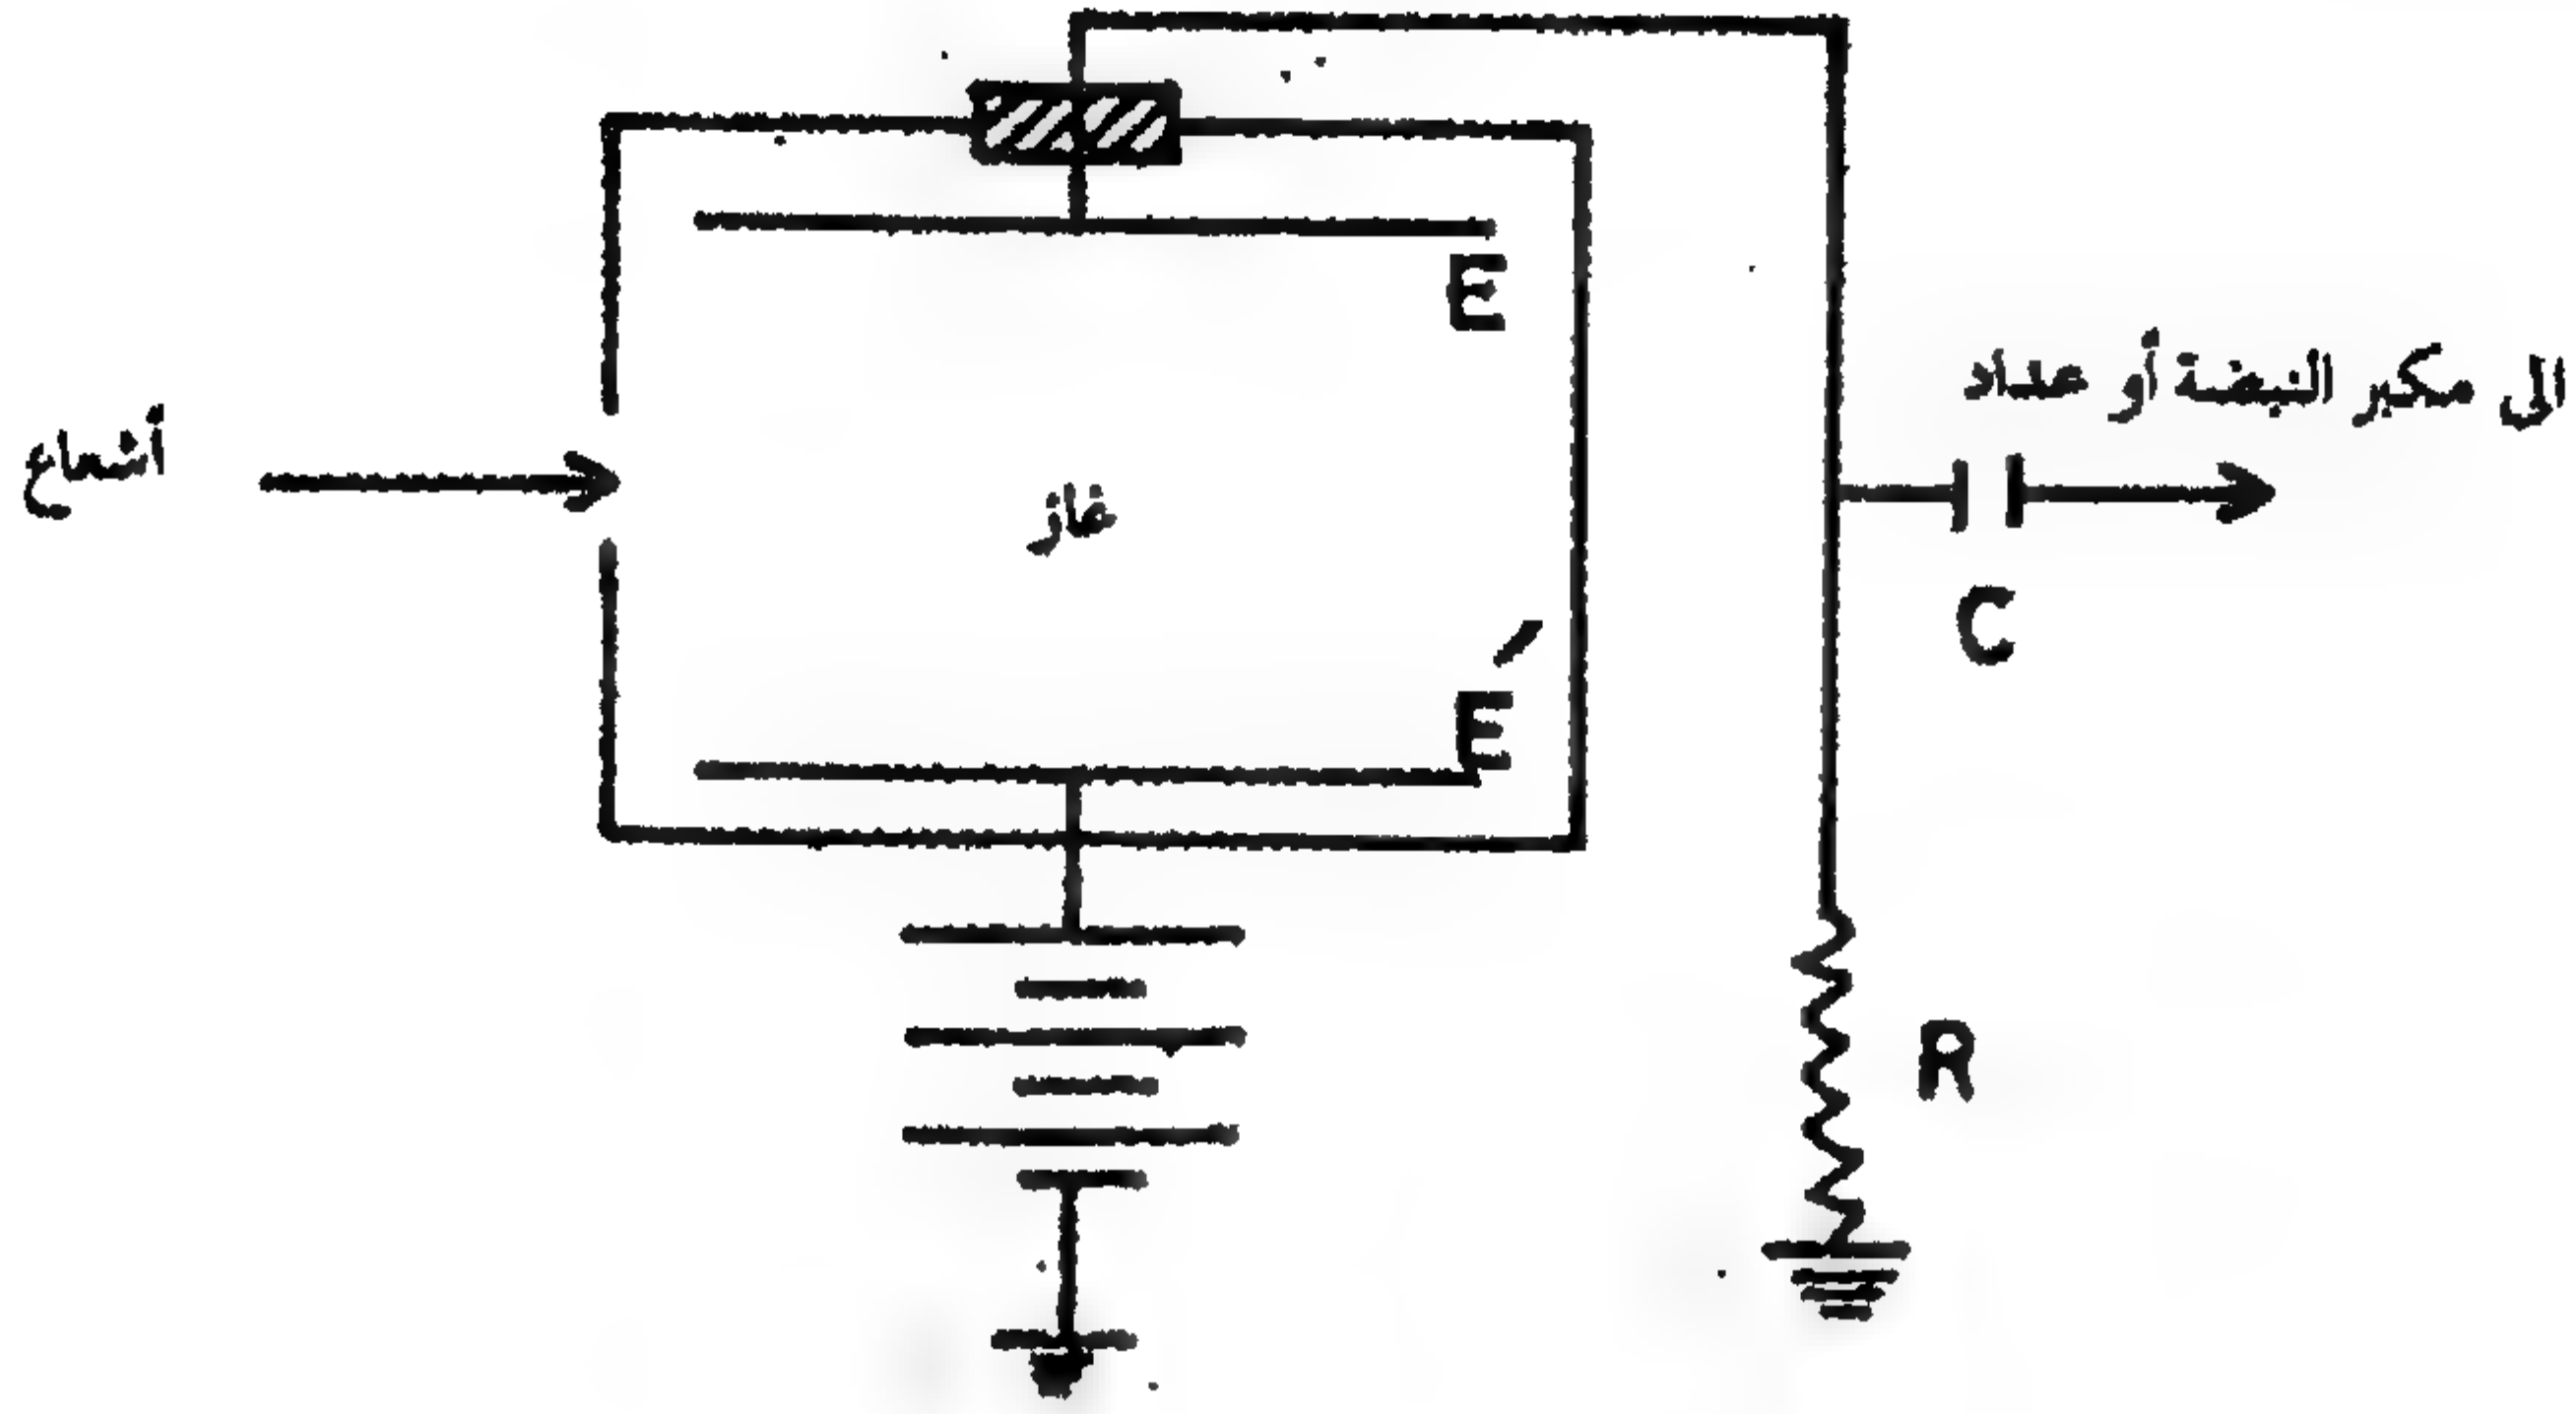 E
الى مكبر النبضة أو عداد
أشعاع
غاز
C
E′
R